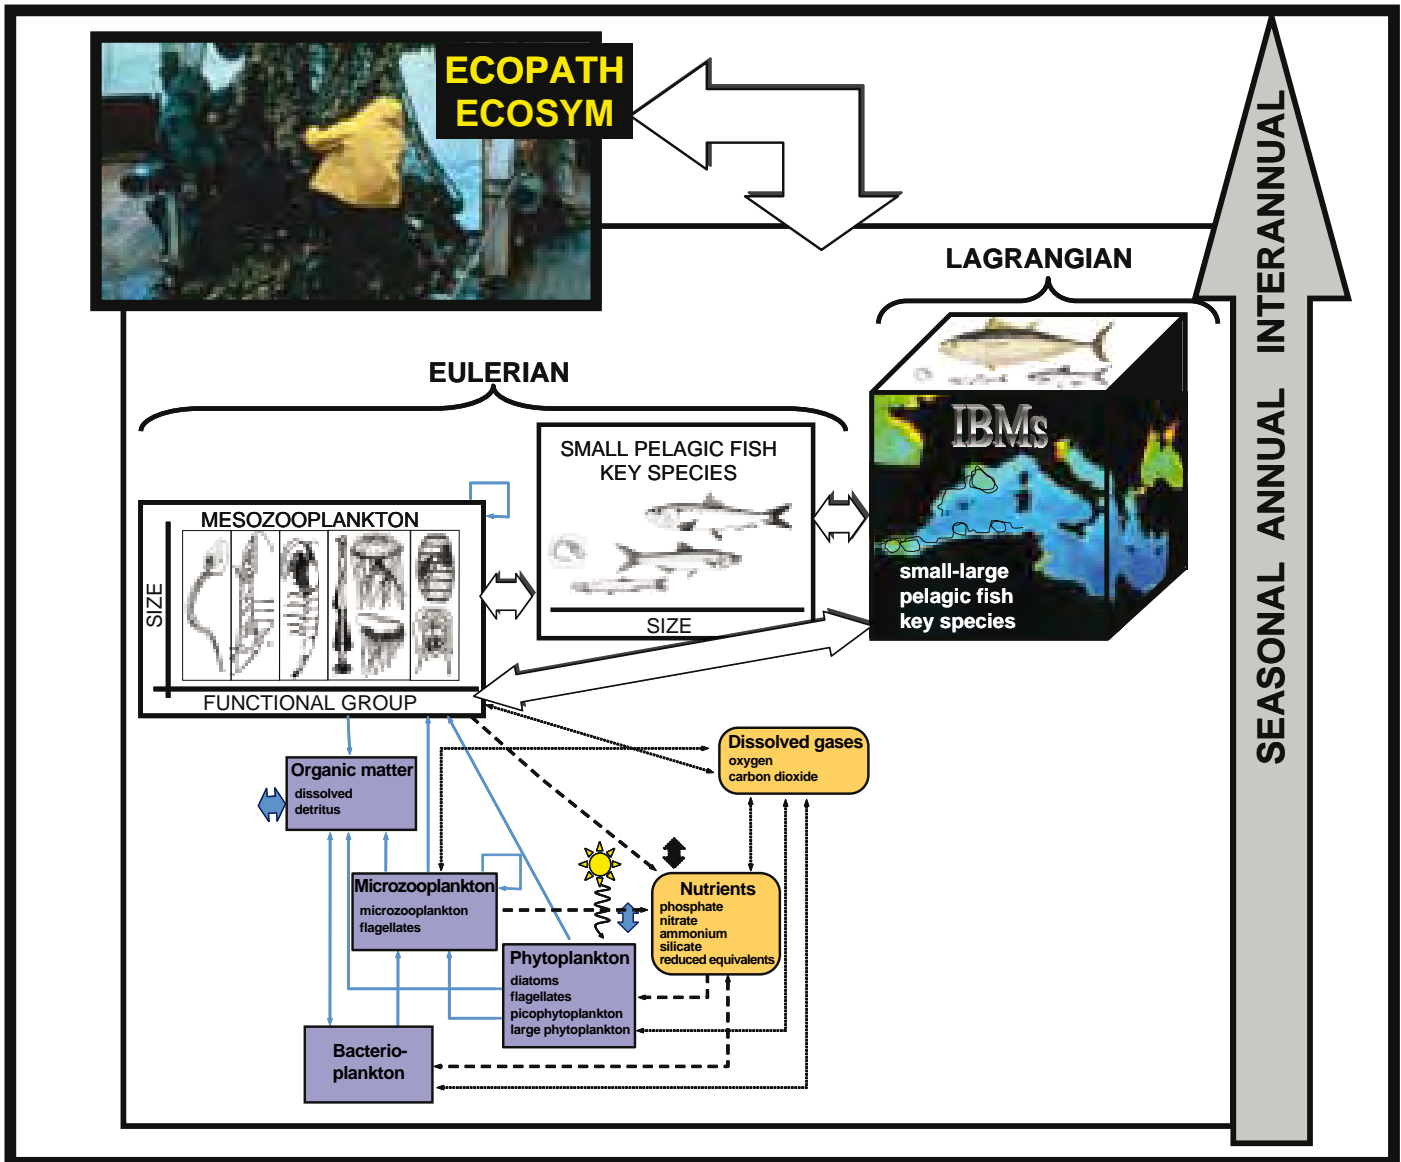 ECOPATH
ECOSYM
LAGRANGIAN
EULERIAN
IBMs
small-large
pelagic fish
key species
SMALL PELAGIC FISH
KEY SPECIES
SIZE
MESOZOOPLANKTON
SIZE
FUNCTIONAL GROUP
Dissolved gases
oxygen
carbon dioxide
Organic matter
dissolved
detritus
Microzooplankton
microzooplankton
flagellates
Nutrients
phosphate
nitrate
ammonium
silicate
reduced equivalents
Phytoplankton
diatoms
flagellates
picophytoplankton
large phytoplankton
Bacterio-
plankton
SEASONAL ANNUAL INTERANNUAL